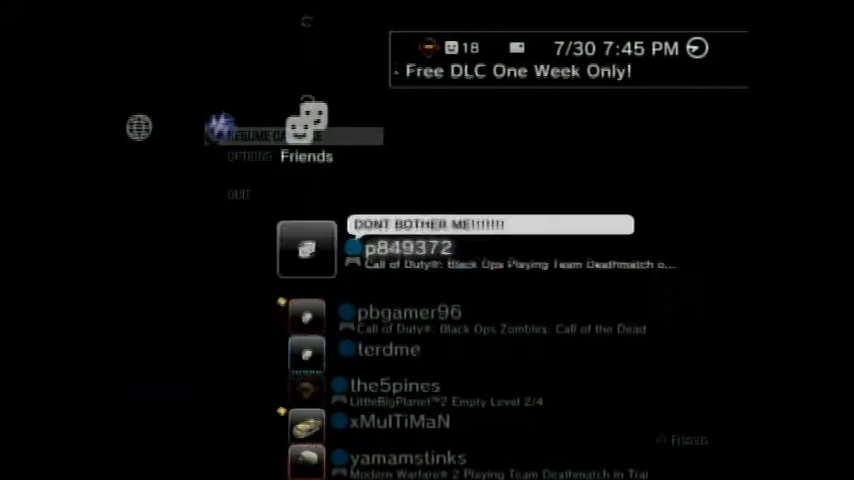 18 7/30 7:45 PM
Free DLC One Week Only!
OPTIONS
Friends
QUIT
DONT BOTHER ME!!!!!!!
p849372
Call of Duty®: Black Ops Playing Team Deathmatch o...
pbgamer96
Call of Duty®: Black Ops Zombies: Call of the Dead
terdme
the5pines
LittleBigPlanet™2 Empty Level 2/4
xMulTiMaN
Friends
yamamstinks
Modern Warfare® 2 Playing Team Deathmatch in